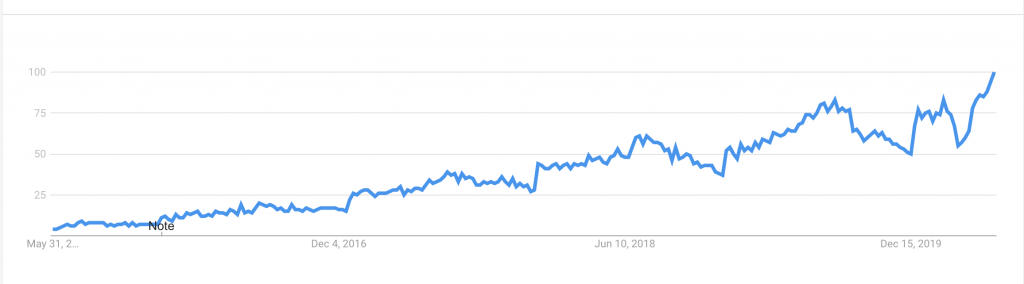 100
75
50
25
Note
May 31, 2...
Dec 4, 2016
Jun 10, 2018
Dec 15, 2019